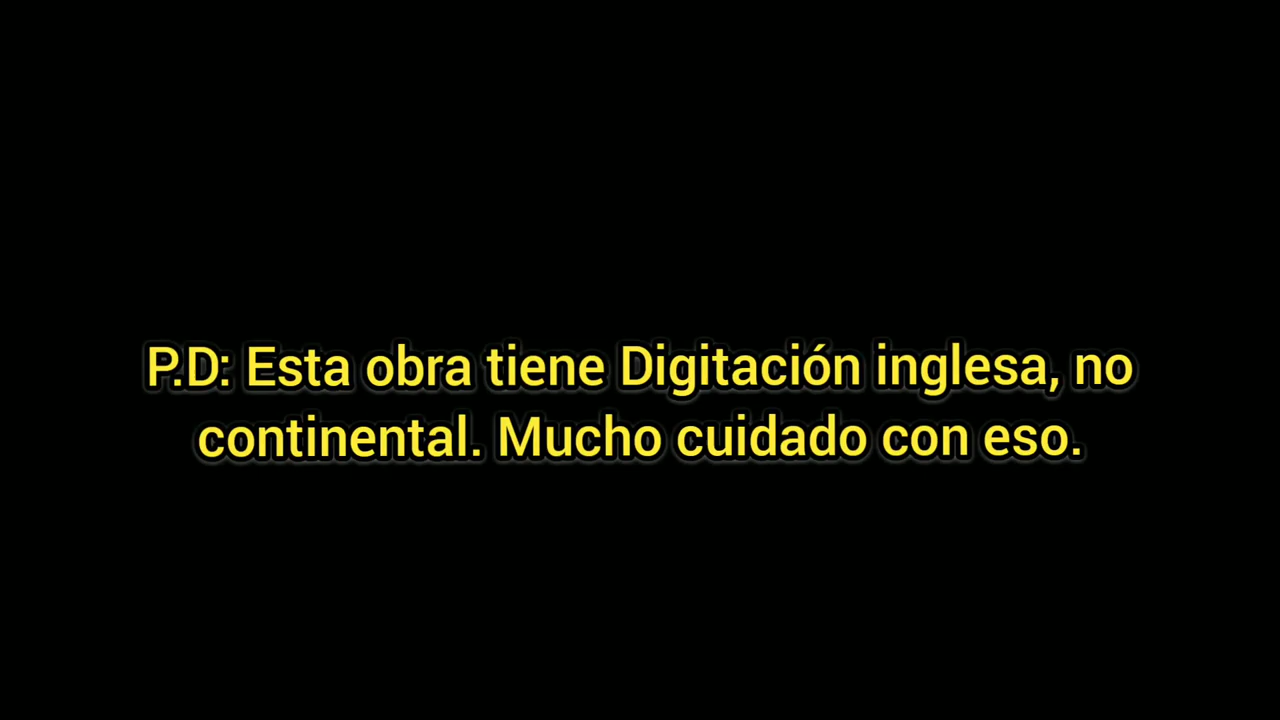 P.D: Esta obra tiene Digitación inglesa, no
continental. Mucho cuidado con eso.